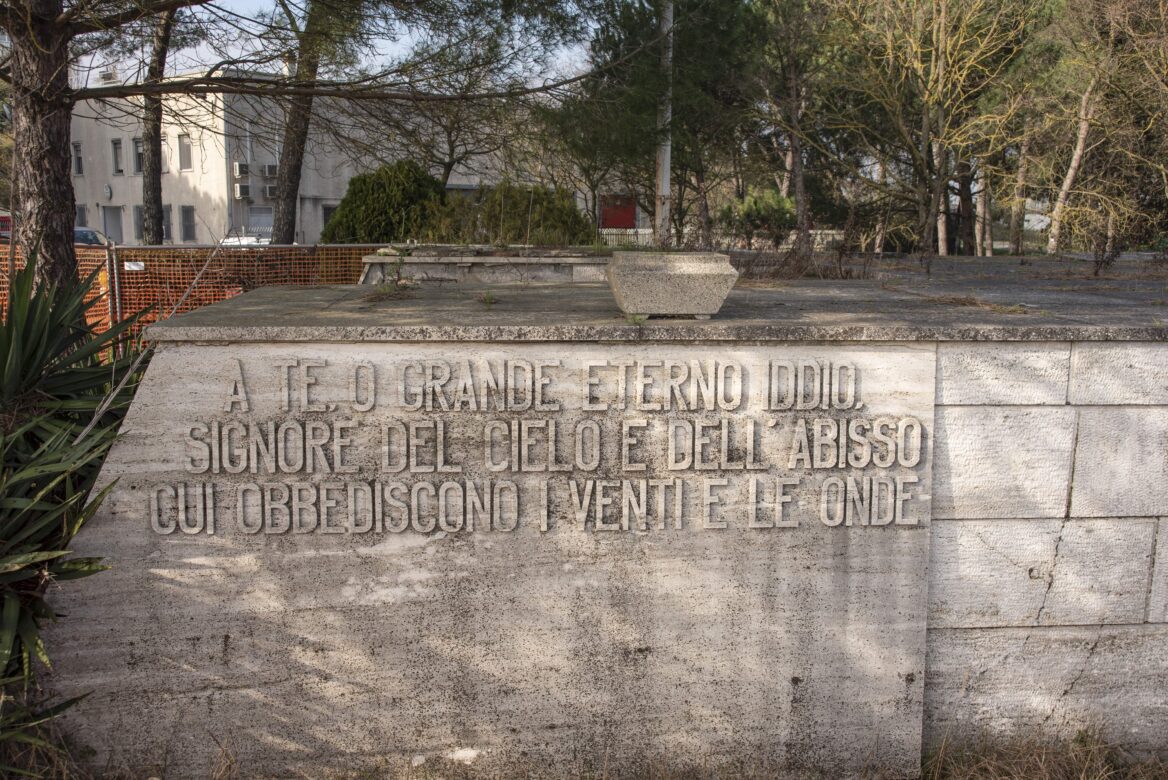 A TE, O GRANDE ETERNO IDDIO,
SIGNORE DEL CIELO E DELL'ABISSO
CUI OBBEDISCONO I VENTI E LE ONDE